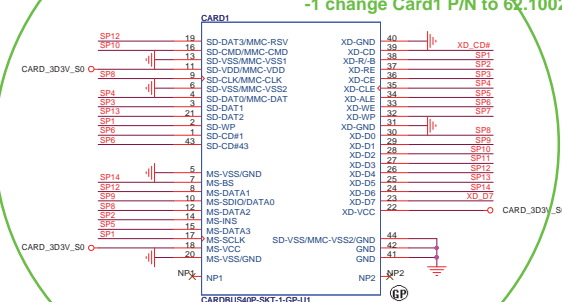 -1 change Card1 P/N to 62.1002
CARD1
SP12 19 SD-DAT3/MMC-RSV XD-GND 40
SP10 16 SD-CMD/MMC-CMD XD-CD 39 XD_CD#
13 SD-VSS/MMC-VSS1 XD-R/-B 38 SP1
CARD_3D3V_S0 11 SD-VDD/MMC-VDD XD-RE 37 SP2
SP8 9 SD-CLK/MMC-CLK XD-CE 36 SP3
6 SD-VSS/MMC-VSS2 XD-CLE 35 SP4
SP4 4 SD-DAT0/MMC-DAT XD-ALE 34 SP5
SP3 3 SD-DAT1 XD-WE 33 SP6
SP13 21 SD-DAT2 XD-WP 32 SP7
SP1 2 SD-WP XD-GND 31
SP6 1 SD-CD#1 XD-D0 30 SP8
SP6 43 SD-CD#43 XD-D1 29 SP9
XD-D2 28 SP10
XD-D3 27 SP11
5 MS-VSS/GND XD-D4 26 SP12
SP14 7 MS-BS XD-D5 25 SP13
SP12 8 MS-DATA1 XD-D6 24 SP14
SP9 10 MS-SDIO/DATA0 XD-D7 23 XD_D7
SP8 12 MS-DATA2 XD-VCC 22 CARD_3D3V_S0
SP2 14 MS-INS
SP5 15 MS-DATA3
SP1 17 MS-SCLK SD-VSS/MMC-VSS2/GND 44
CARD_3D3V_S0 18 MS-VCC GND 42
20 MS-VSS/GND GND 41
NP1 NP1 NP2 NP2
GP
CARDBUS40P-SKT-1-GP-U1